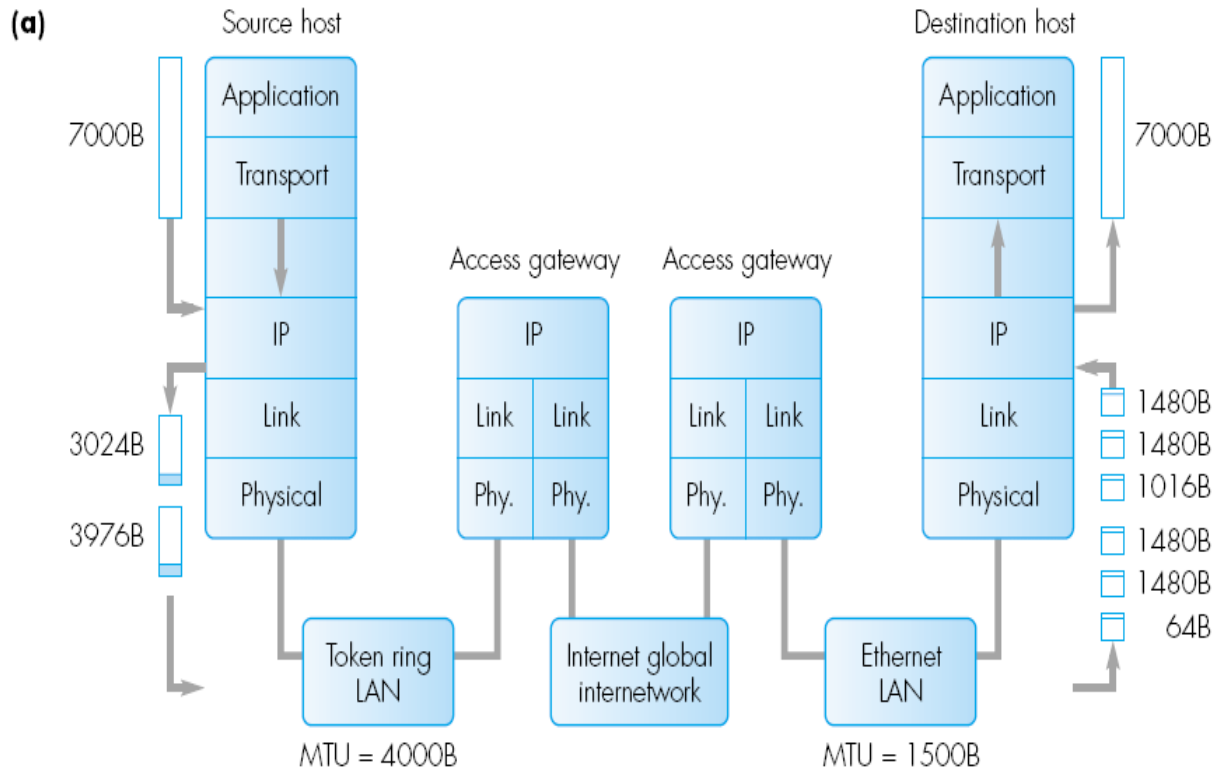 (a)
Source host
Destination host
Application
Application
7000B
7000B
Transport
Transport
Access gateway
Access gateway
IP
IP
IP
IP
Link
Link
Link
Link
Link
Link
1480B
3024B
1480B
Physical
Phy.
Phy.
Phy.
Phy.
Physical
1016B
3976B
1480B
1480B
64B
Token ring
LAN
Internet global
internetwork
Ethernet
LAN
MTU = 4000B
MTU = 1500B